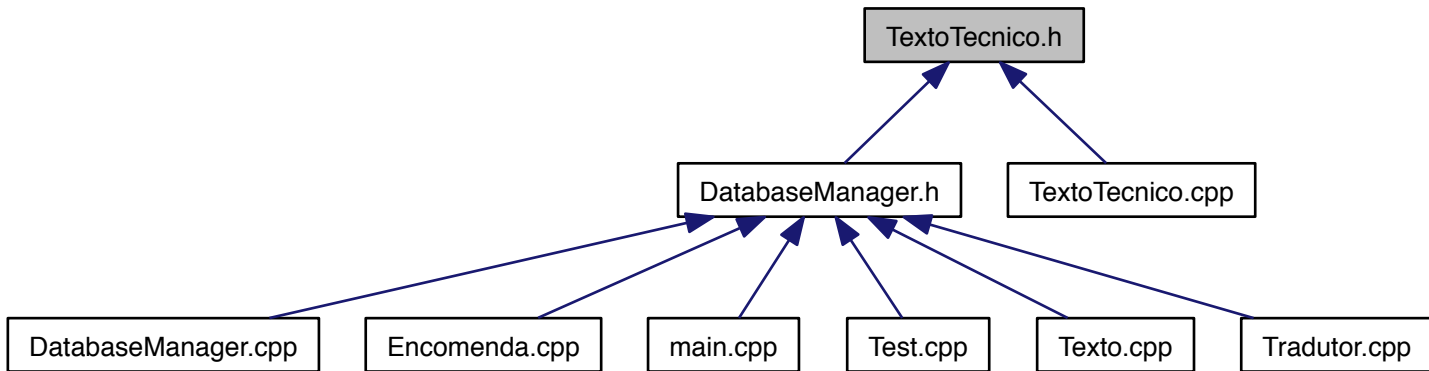 TextoTecnico.h
DatabaseManager.h
TextoTecnico.cpp
DatabaseManager.cpp
Encomenda.cpp
main.cpp
Test.cpp
Texto.cpp
Tradutor.cpp